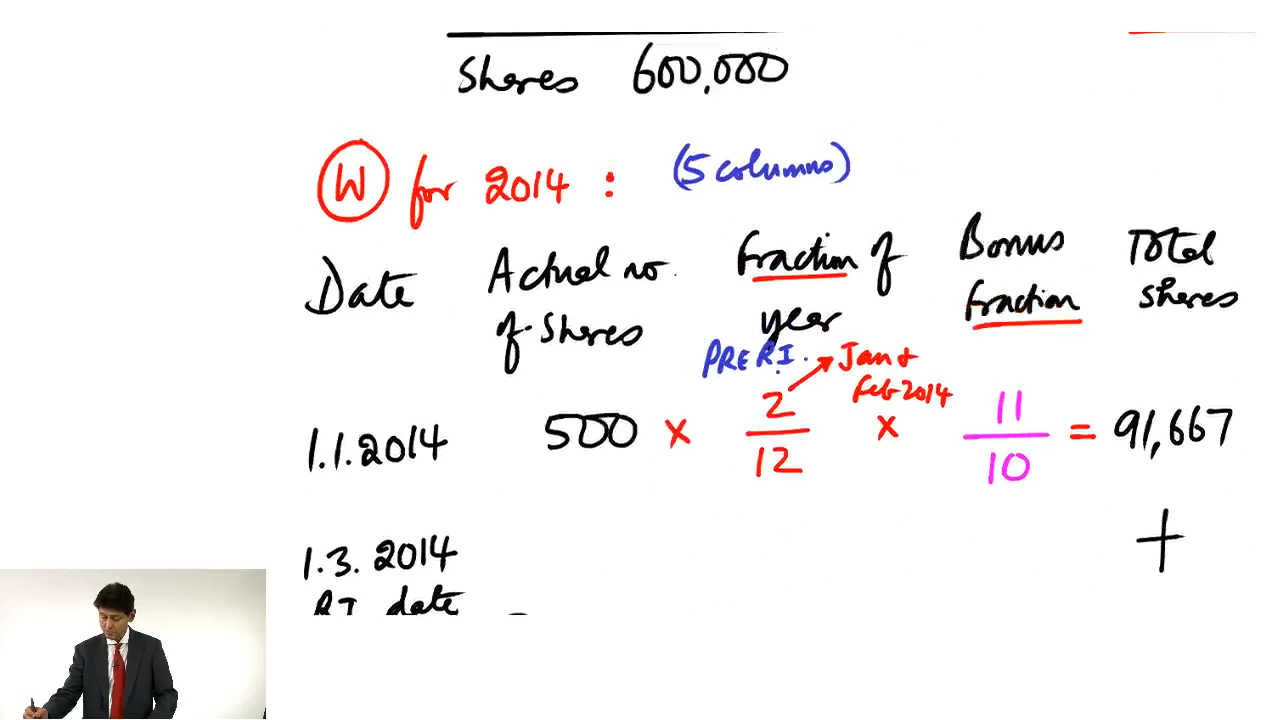 Shares 600,000
W for 2014 : (5 columns)
Date Actual no. of shares Fraction of year Bonus fraction Total shares
PRE R.I. Jan + Feb 2014
1.1.2014 500 x 2/12 x 11/10 = 91,667
+
1.3.2014
R.I. date